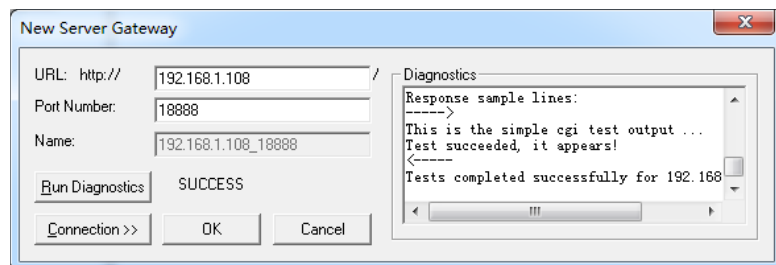 New Server Gateway
URL: http:// 192.168.1.108 /
Port Number: 18888
Name: 192.168.1.108_18888
Run Diagnostics SUCCESS
Connection >> OK Cancel
Diagnostics
Response sample lines:
----->
This is the simple cgi test output ...
Test succeeded, it appears!
<-----
Tests completed successfully for 192.168